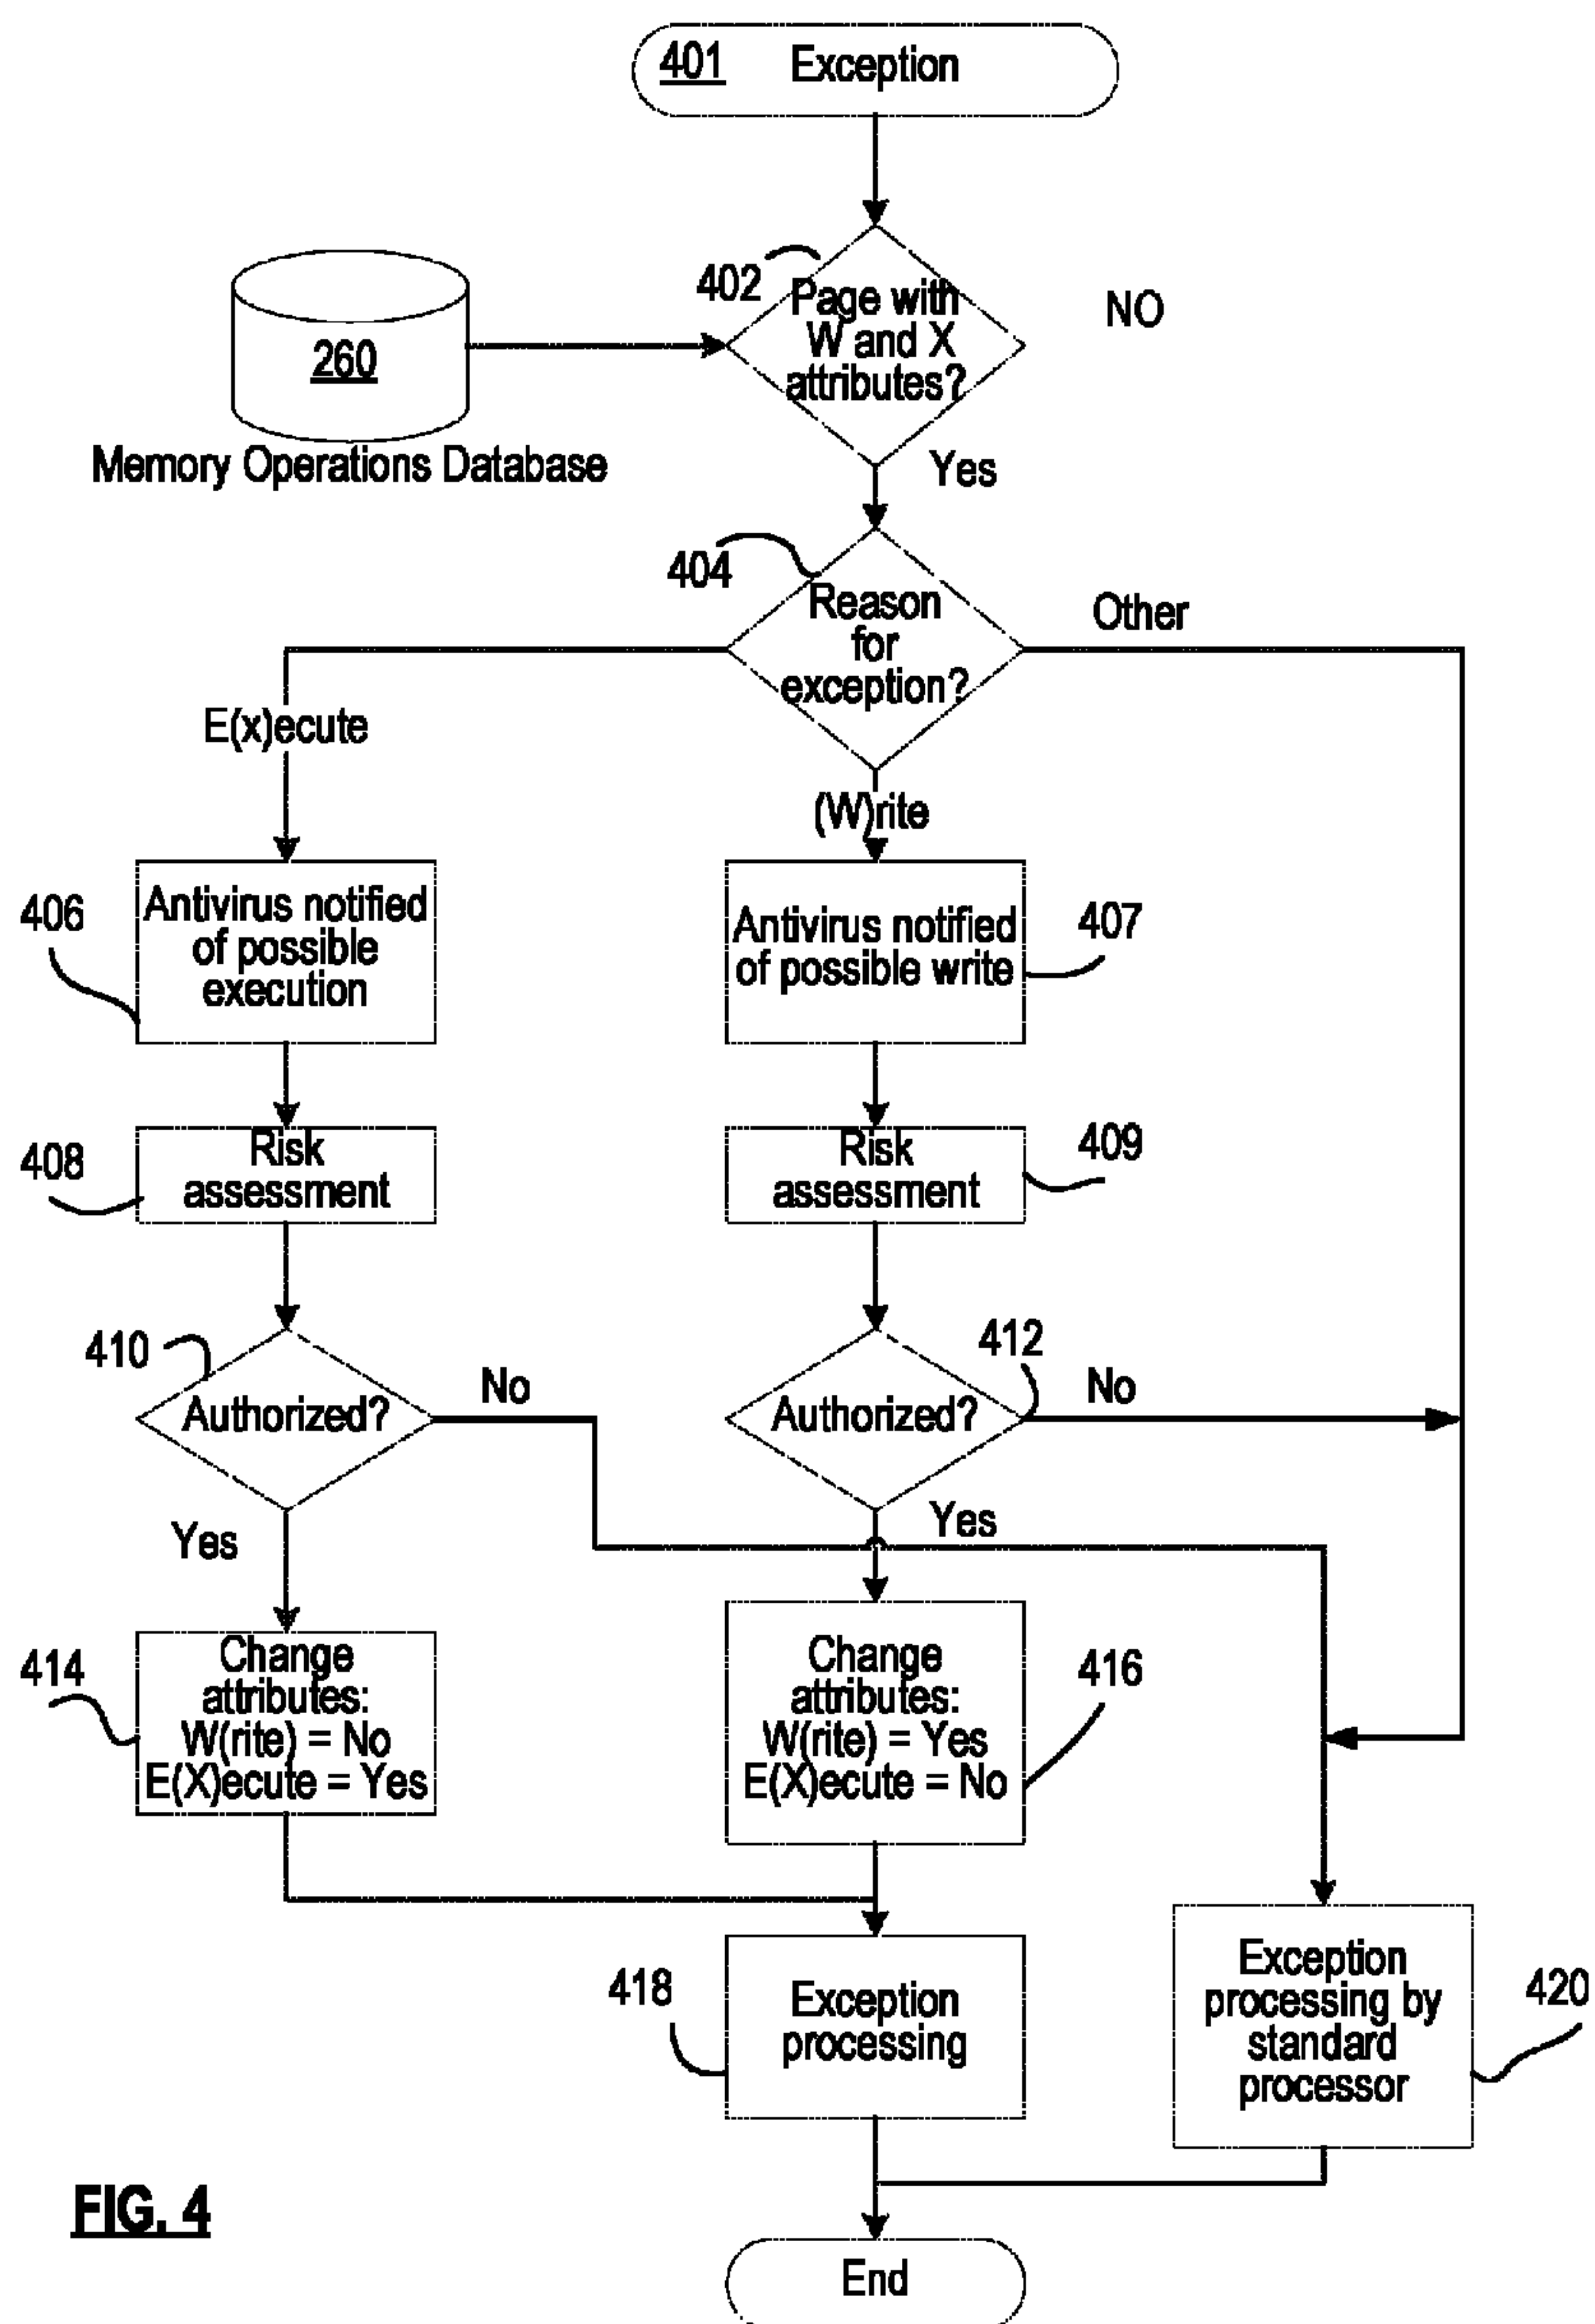 401 Exception
402
Page with
W and X
attributes?
NO
260
Memory Operations Database
Yes
404
Reason
for
exception?
Other
E(x)ecute
(W)rite
406
Antivirus notified
of possible
execution
Antivirus notified
of possible write
407
408
Risk
assessment
Risk
assessment
409
410
Authorized?
No
412
Authorized?
No
Yes
Yes
414
Change
attributes:
W(rite) = No
E(X)ecute = Yes
Change
attributes:
W(rite) = Yes
E(X)ecute = No
416
418
Exception
processing
Exception
processing by
standard
processor
420
FIG. 4
End